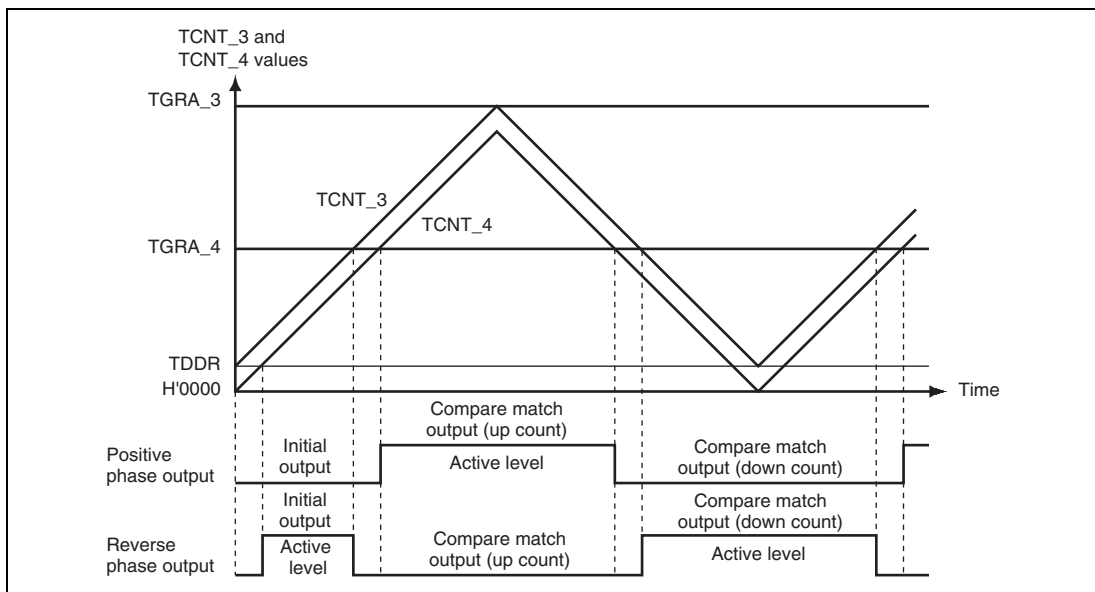 TCNT_3 and
TCNT_4 values
TGRA_3
TCNT_3
TCNT_4
TGRA_4
TDDR
H'0000
Time
Positive
phase output
Initial
output
Compare match
output (up count)
Active level
Compare match
output (down count)
Reverse
phase output
Initial
output
Active
level
Compare match
output (up count)
Compare match
output (down count)
Active level